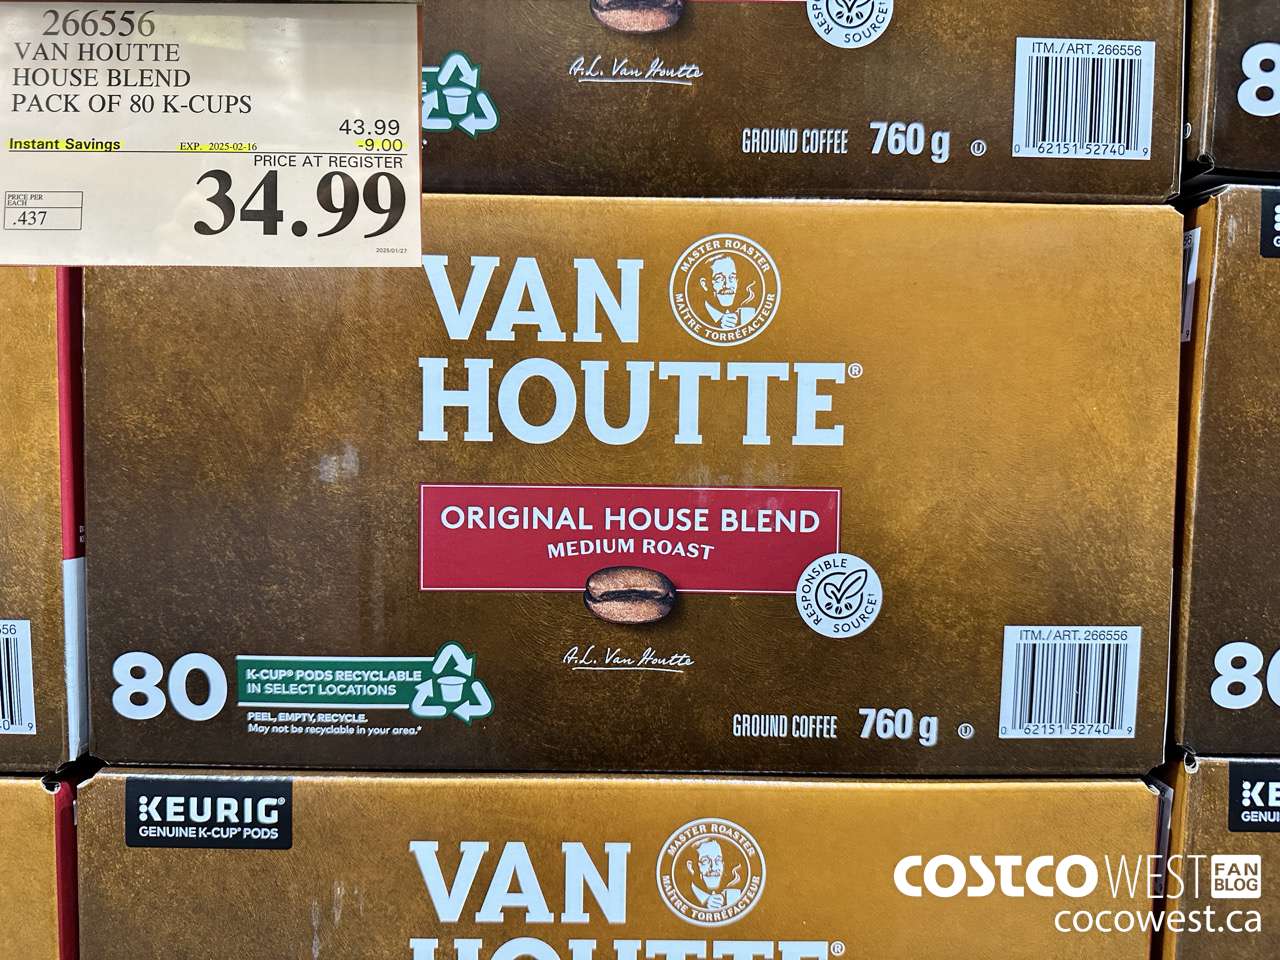 266556
VAN HOUTTE
HOUSE BLEND
PACK OF 80 K-CUPS
43.99
Instant Savings EXP. 2025-02-16 -9.00
PRICE AT REGISTER
34.99
PRICE PER
EACH
.437
2025/01/27
RESPONSIBLE SOURCE†
A.L. Van Houtte
ITM./ART. 266556
GROUND COFFEE 760 g U
0 62151 52740 9
8
VAN
HOUTTE®
MASTER ROASTER
MAÎTRE TORRÉFACTEUR
ORIGINAL HOUSE BLEND
MEDIUM ROAST
RESPONSIBLE SOURCE†
A.L. Van Houtte
80
K-CUP® PODS RECYCLABLE
IN SELECT LOCATIONS
PEEL, EMPTY, RECYCLE.
May not be recyclable in your area.*
GROUND COFFEE 760 g U
ITM./ART. 266556
0 62151 52740 9
KEURIG®
GENUINE K-CUP® PODS
VAN
HOUTTE®
MASTER ROASTER
MAÎTRE TORRÉFACTEUR
COSTCO WEST FAN BLOG
cocowest.ca